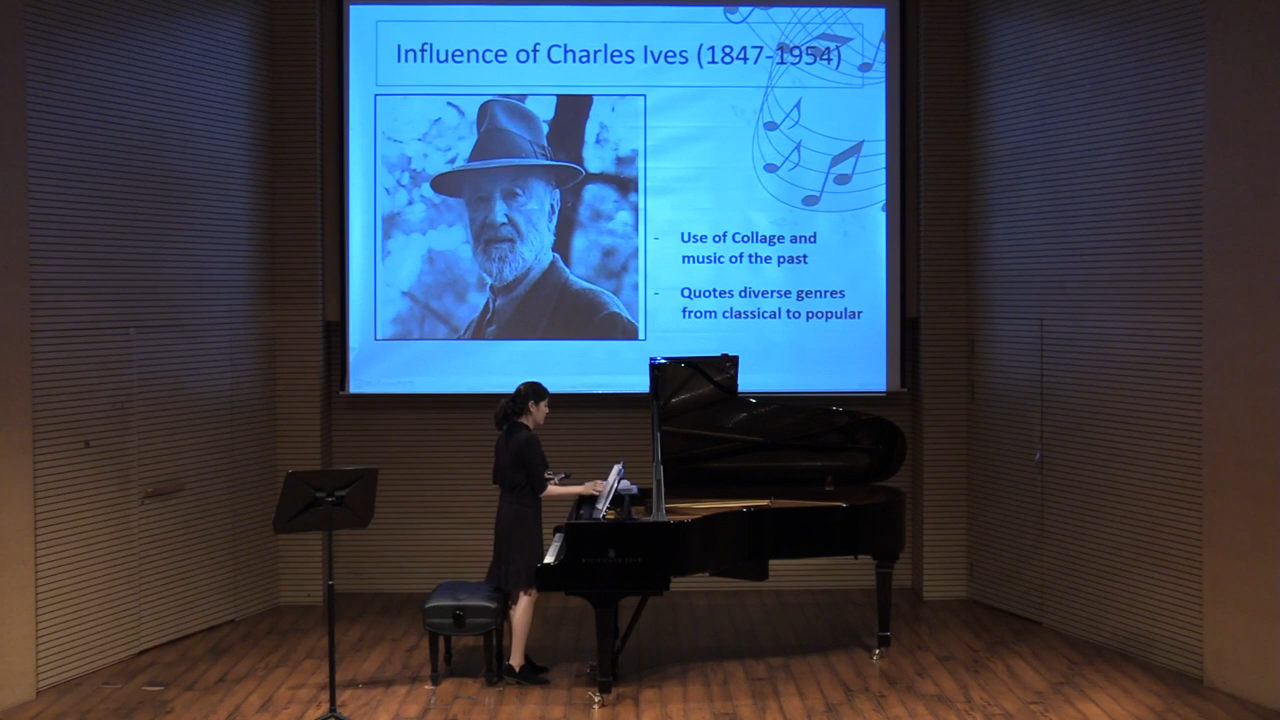 Influence of Charles Ives (1847-1954)
- Use of Collage and
music of the past
- Quotes diverse genres
from classical to popular